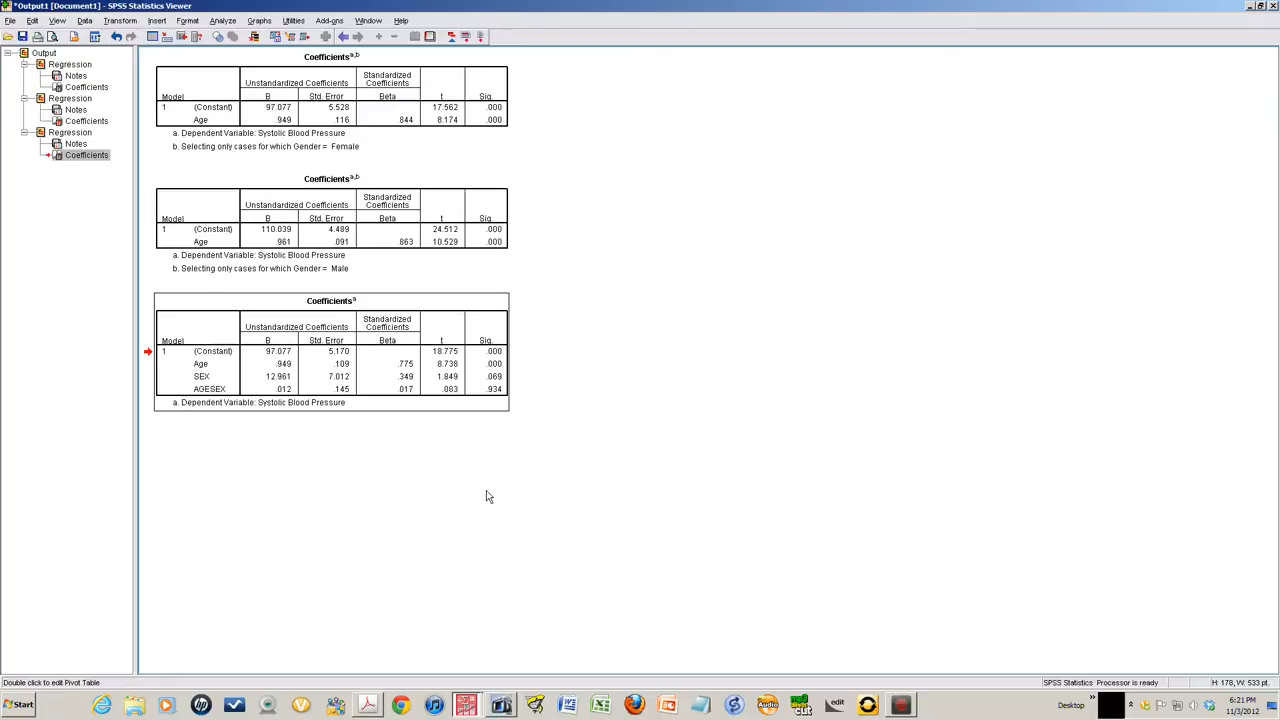 *Output1 [Document1] - SPSS Statistics Viewer
File Edit View Data Transform Insert Format Analyze Graphs Utilities Add-ons Window Help
Output
Regression
Notes
Coefficients
Regression
Notes
Coefficients
Regression
Notes
Coefficients
Coefficientsa,b
Model Unstandardized Coefficients Standardized Coefficients t Sig.
B Std. Error Beta
1 (Constant) 97.077 5.528 17.562 .000
Age .949 .116 .844 8.174 .000
a. Dependent Variable: Systolic Blood Pressure
b. Selecting only cases for which Gender = Female
Coefficientsa,b
Model Unstandardized Coefficients Standardized Coefficients t Sig.
B Std. Error Beta
1 (Constant) 110.039 4.489 24.512 .000
Age .961 .091 .863 10.529 .000
a. Dependent Variable: Systolic Blood Pressure
b. Selecting only cases for which Gender = Male
Coefficientsa
Model Unstandardized Coefficients Standardized Coefficients t Sig.
B Std. Error Beta
1 (Constant) 97.077 5.170 18.775 .000
Age .949 .109 .775 8.738 .000
SEX 12.961 7.012 .349 1.849 .069
AGESEX .012 .145 .017 .083 .934
a. Dependent Variable: Systolic Blood Pressure
Double click to edit Pivot Table
SPSS Statistics Processor is ready
H: 178, W: 533 pt.
Start
Audio
edit
Desktop
6:21 PM
11/3/2012